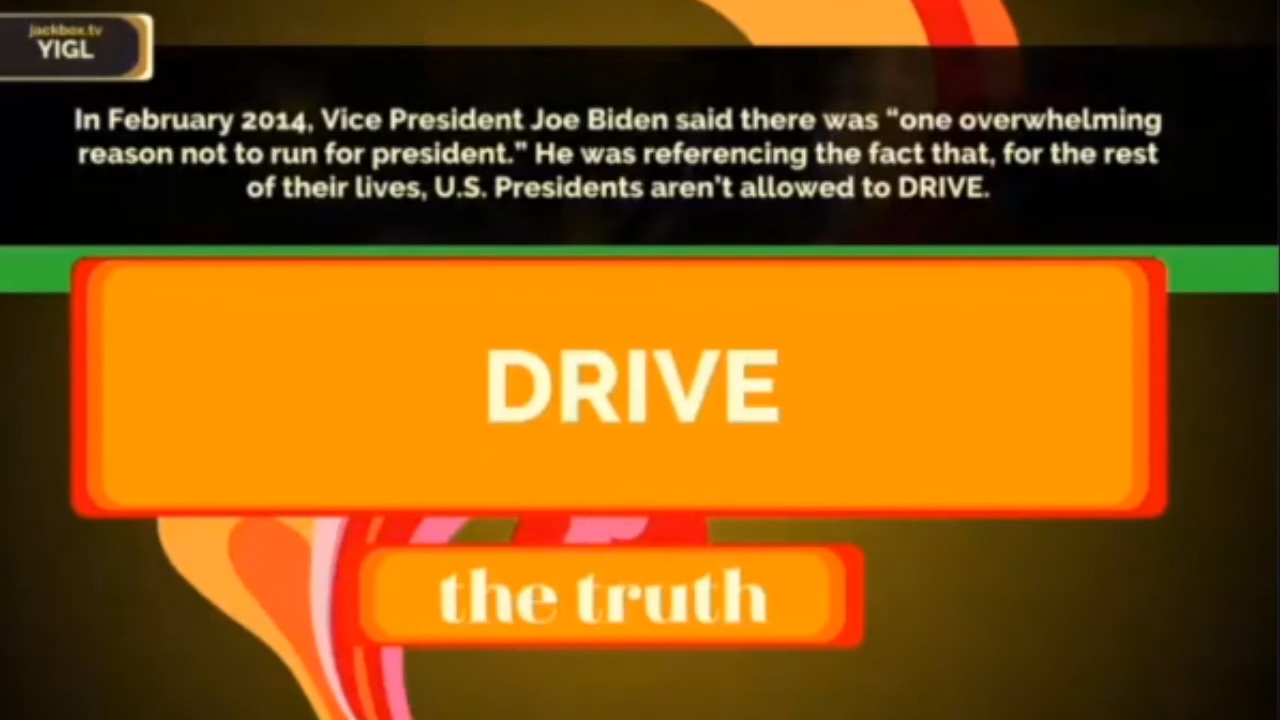 jackbox.tv
YIGL
In February 2014, Vice President Joe Biden said there was “one overwhelming
reason not to run for president.” He was referencing the fact that, for the rest
of their lives, U.S. Presidents aren’t allowed to DRIVE.
DRIVE
the truth